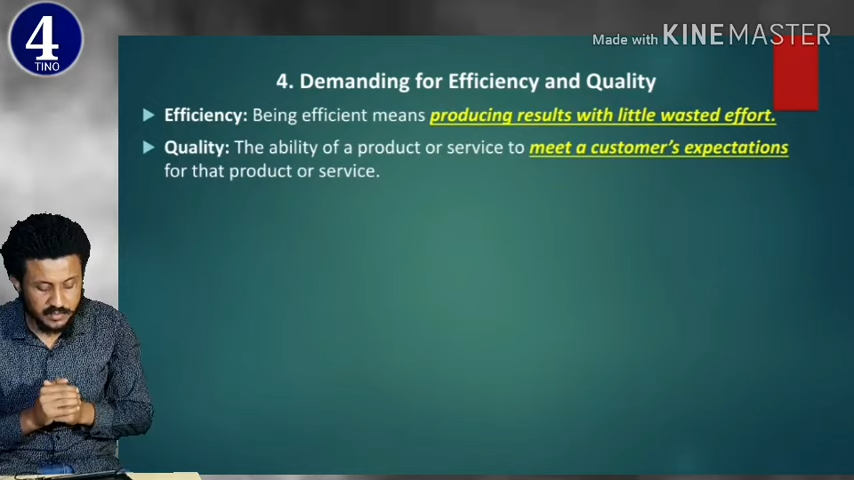 4
TINO
Made with KINEMASTER
4. Demanding for Efficiency and Quality
Efficiency: Being efficient means producing results with little wasted effort.
Quality: The ability of a product or service to meet a customer's expectations
for that product or service.